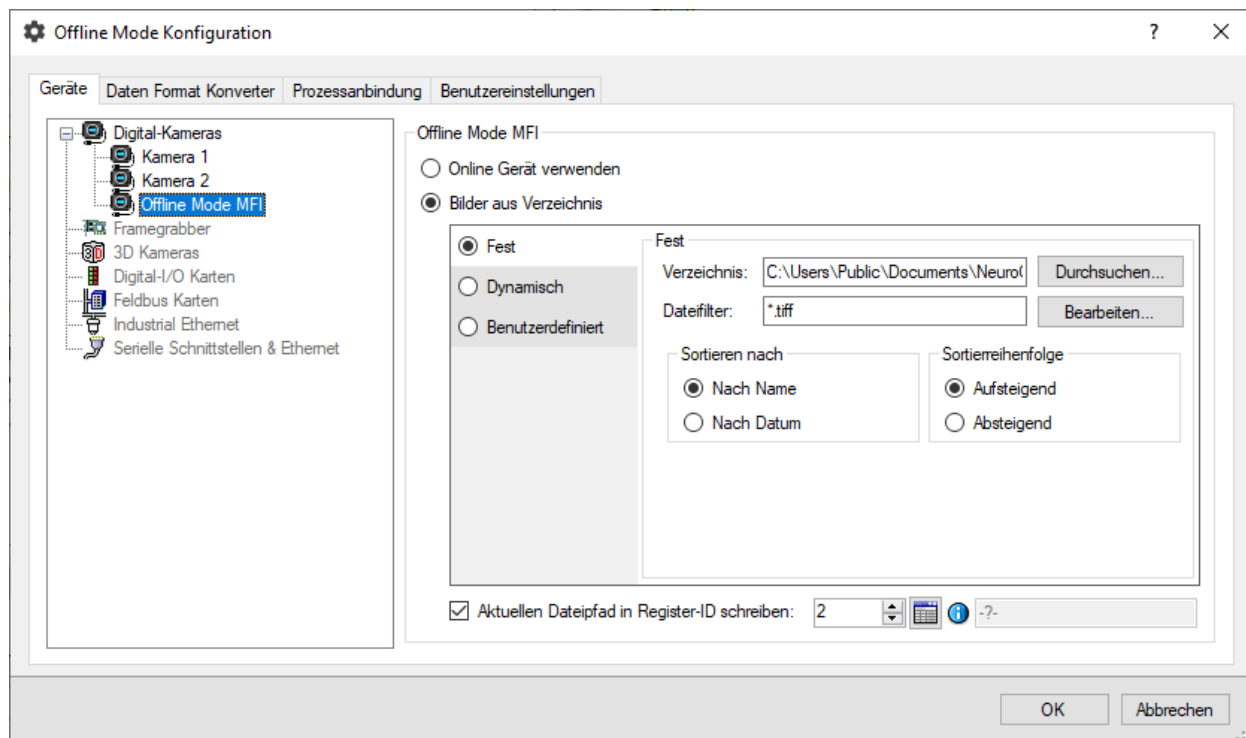 Offline Mode Konfiguration
?
Geräte Daten Format Konverter Prozessanbindung Benutzereinstellungen
Digital-Kameras
Kamera 1
Kamera 2
Offline Mode MFI
Framegrabber
3D Kameras
Digital-I/O Karten
Feldbus Karten
Industrial Ethernet
Serielle Schnittstellen & Ethernet
Offline Mode MFI
Online Gerät verwenden
Bilder aus Verzeichnis
Fest
Dynamisch
Benutzerdefiniert
Fest
Verzeichnis: C:\Users\Public\Documents\Neuro Durchsuchen...
Dateifilter: *.tiff Bearbeiten...
Sortieren nach
Nach Name
Nach Datum
Sortierreihenfolge
Aufsteigend
Absteigend
Aktuellen Dateipfad in Register-ID schreiben: 2 -?-
OK Abbrechen